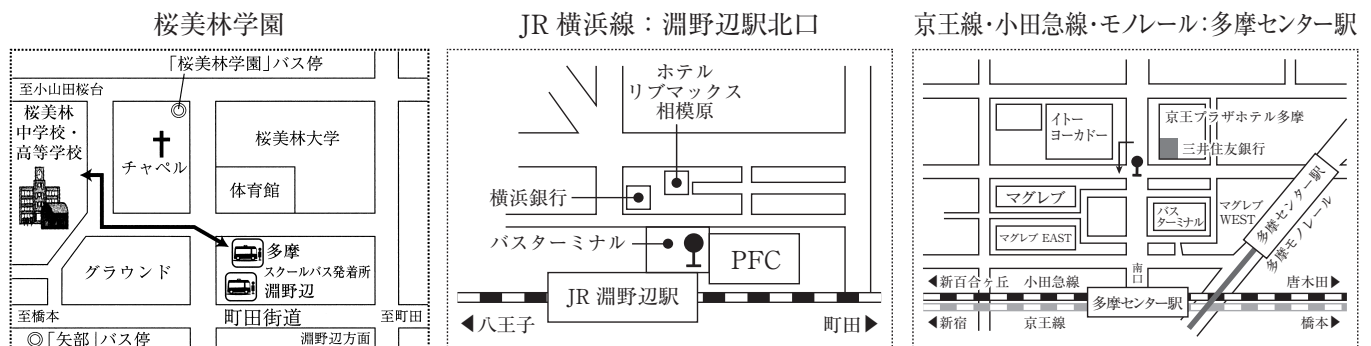 桜美林学園
「桜美林学園」バス停
至小山田桜台
桜美林
中学校・
高等学校
チャペル
桜美林大学
体育館
グラウンド
多摩
スクールバス発着所
淵野辺
至橋本
町田街道
至町田
◎「矢部」バス停
淵野辺方面
JR 横浜線：淵野辺駅北口
ホテル
リブマックス
相模原
横浜銀行
バスターミナル
PFC
JR 淵野辺駅
◀八王子
町田▶
京王線・小田急線・モノレール：多摩センター駅
イトー
ヨーカドー
京王プラザホテル多摩
三井住友銀行
マグレブ
マグレブ EAST
バス
ターミナル
マグレブ
WEST
多摩センター駅
多摩モノレール
南口
◀新百合ヶ丘
小田急線
唐木田▶
多摩センター駅
◀新宿
京王線
橋本▶